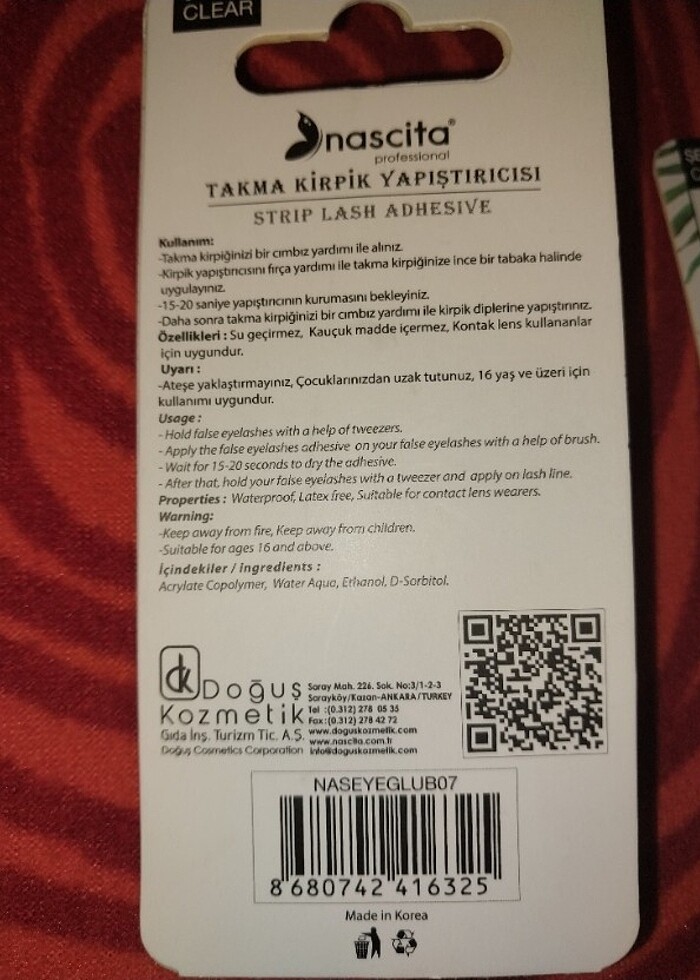 CLEAR
nascita®
professional
TAKMA KİRPİK YAPIŞTIRICISI
STRIP LASH ADHESIVE
Kullanım:
-Takma kirpiğinizi bir cımbız yardımı ile alınız.
-Kirpik yapıştırıcısını fırça yardımı ile takma kirpiğinize ince bir tabaka halinde
uygulayınız.
-15-20 saniye yapıştırıcının kurumasını bekleyiniz.
-Daha sonra takma kirpiğinizi bir cımbız yardımı ile kirpik diplerine yapıştırınız.
Özellikleri : Su geçirmez, Kauçuk madde içermez, Kontak lens kullananlar
için uygundur.
Uyarı :
-Ateşe yaklaştırmayınız, Çocuklarınızdan uzak tutunuz, 16 yaş ve üzeri için
kullanımı uygundur.
Usage :
- Hold false eyelashes with a help of tweezers.
- Apply the false eyelashes adhesive on your false eyelashes with a help of brush.
- Wait for 15-20 seconds to dry the adhesive.
- After that, hold your false eyelashes with a tweezer and apply on lash line.
Properties : Waterproof, Latex free, Suitable for contact lens wearers.
Warning:
-Keep away from fire, Keep away from children.
-Suitable for ages 16 and above.
İçindekiler / ingredients :
Acrylate Copolymer, Water Aqua, Ethanol, D-Sorbitol.
dk
Doğuş
Kozmetik
Gıda İnş. Turizm Tic. A.Ş.
Doğuş Cosmetics Corporation
Saray Mah. 226. Sok. No:3/1-2-3
Sarayköy/Kazan-ANKARA/TURKEY
Tel :(0.312) 278 05 35
Fax:(0.312) 278 42 72
www.doguskozmetik.com
www.nascita.com.tr
info@doguskozmetik.com
NASEYEGLUB07
8 680742 416325
Made in Korea